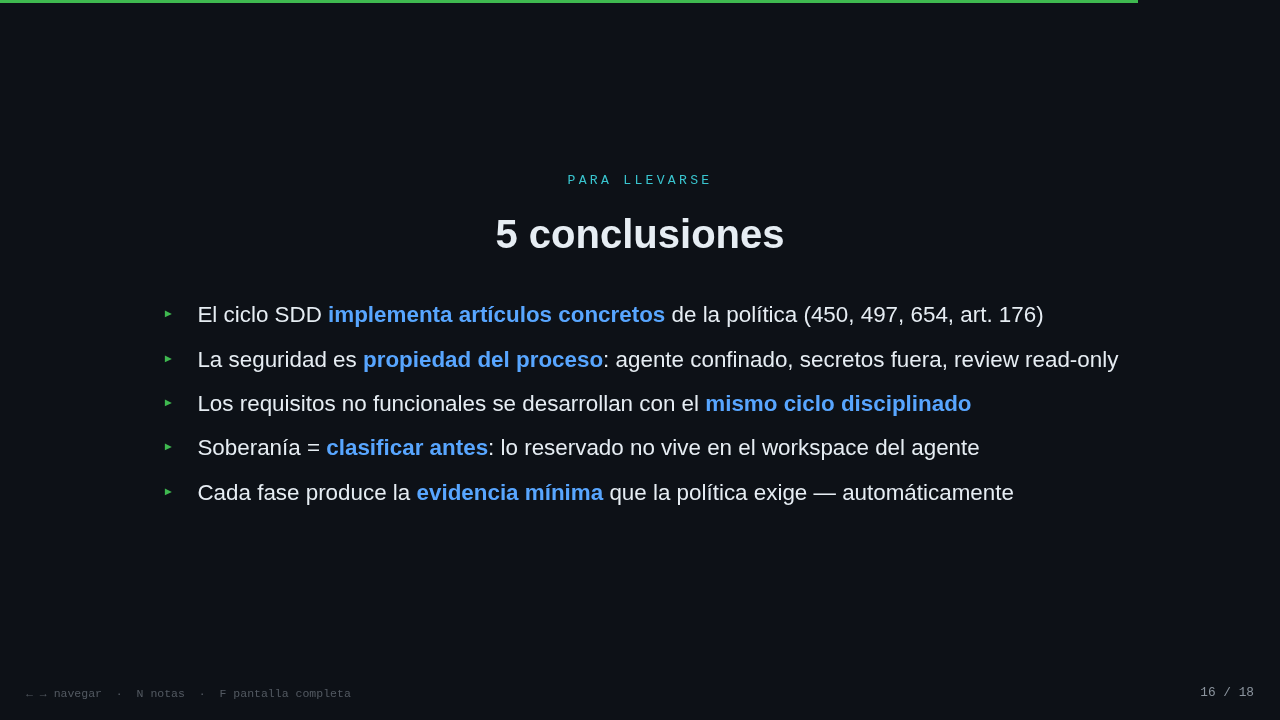 PARA LLEVARSE
5 conclusiones
▸ El ciclo SDD implementa artículos concretos de la política (450, 497, 654, art. 176)
▸ La seguridad es propiedad del proceso: agente confinado, secretos fuera, review read-only
▸ Los requisitos no funcionales se desarrollan con el mismo ciclo disciplinado
▸ Soberanía = clasificar antes: lo reservado no vive en el workspace del agente
▸ Cada fase produce la evidencia mínima que la política exige — automáticamente
← → navegar · N notas · F pantalla completa
16 / 18